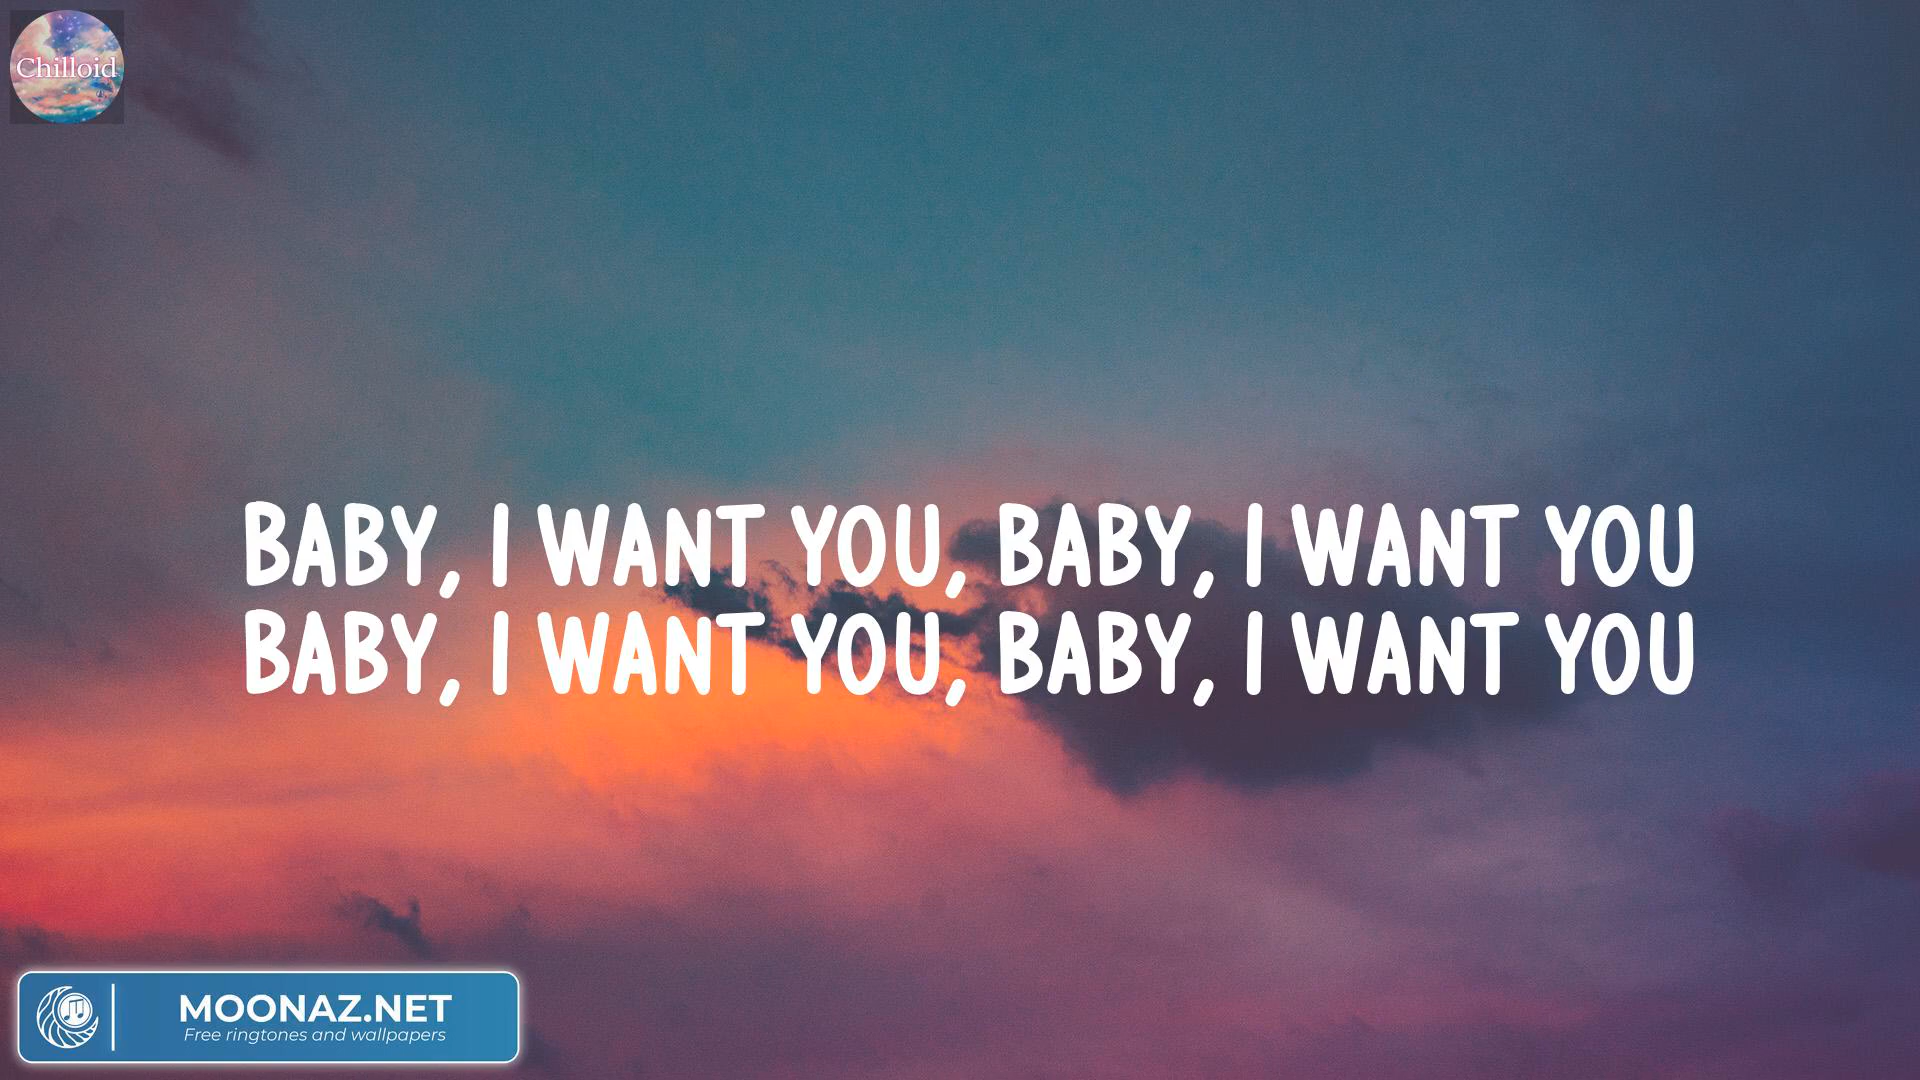 Chilloid
BABY, I WANT YOU, BABY, I WANT YOU
BABY, I WANT YOU, BABY, I WANT YOU
MOONAZ.NET
Free ringtones and wallpapers